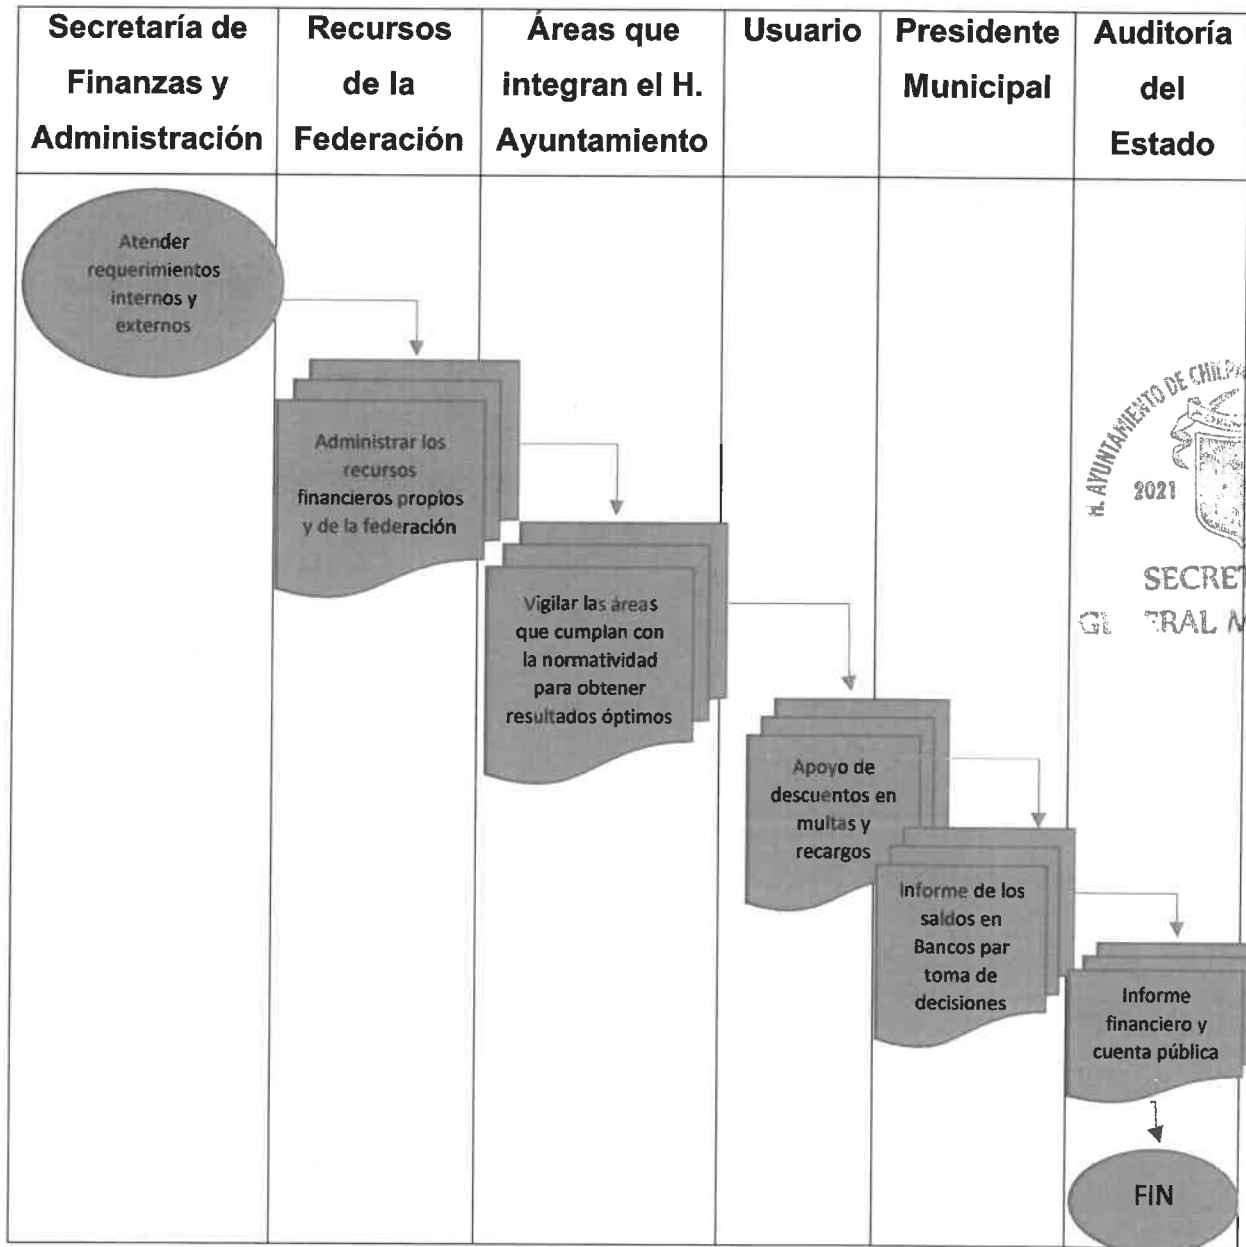 Secretaría de
Finanzas y
Administración
Recursos
de la
Federación
Áreas que
integran el H.
Ayuntamiento
Usuario
Presidente
Municipal
Auditoría
del
Estado
Atender
requerimientos
internos y
externos
Administrar los
recursos
financieros propios
y de la federación
Vigilar las áreas
que cumplan con
la normatividad
para obtener
resultados óptimos
Apoyo de
descuentos en
multas y
recargos
Informe de los
saldos en
Bancos par
toma de
decisiones
Informe
financiero y
cuenta pública
FIN
H. AYUNTAMIENTO DE
2021